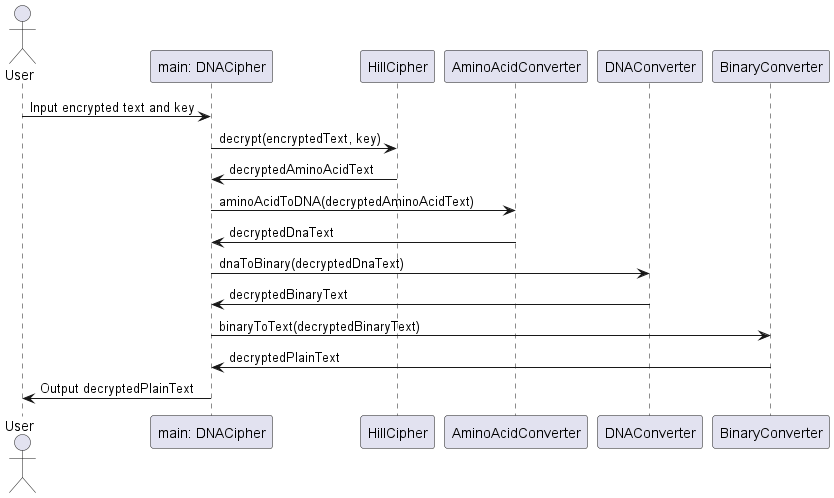 User
main: DNACipher
HillCipher
AminoAcidConverter
DNAConverter
BinaryConverter
Input encrypted text and key
decrypt(encryptedText, key)
decryptedAminoAcidText
aminoAcidToDNA(decryptedAminoAcidText)
decryptedDnaText
dnaToBinary(decryptedDnaText)
decryptedBinaryText
binaryToText(decryptedBinaryText)
decryptedPlainText
Output decryptedPlainText
User
main: DNACipher
HillCipher
AminoAcidConverter
DNAConverter
BinaryConverter